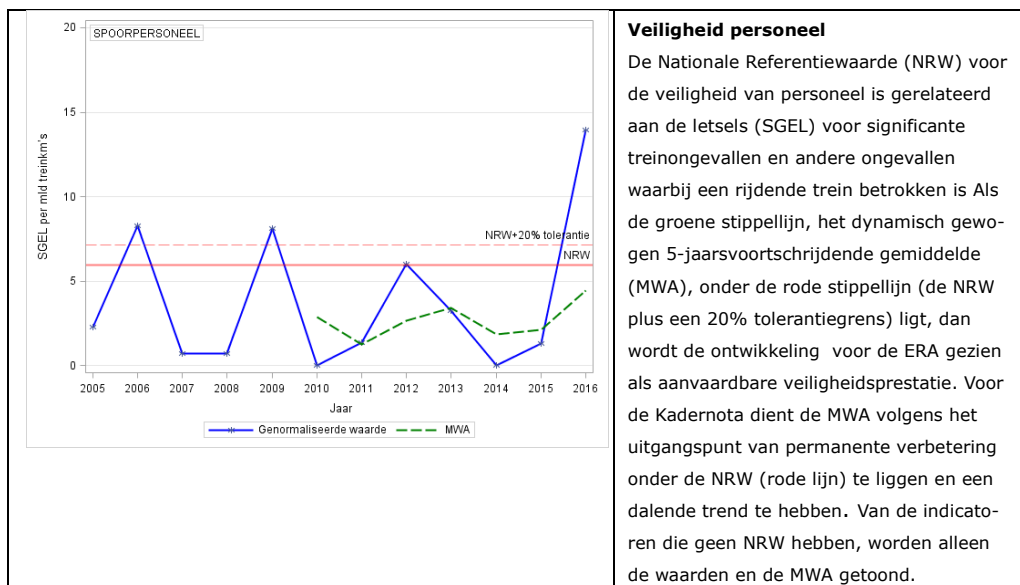 20
SPOORPERSONEEL
15
10
5
0
SGEL per mld treinkm's
NRW+20% tolerantie
NRW
2005 2006 2007 2008 2009 2010 2011 2012 2013 2014 2015 2016
Jaar
Genormaliseerde waarde MWA
Veiligheid personeel
De Nationale Referentiewaarde (NRW) voor
de veiligheid van personeel is gerelateerd
aan de letsels (SGEL) voor significante
treinongevallen en andere ongevallen
waarbij een rijdende trein betrokken is Als
de groene stippellijn, het dynamisch gewo-
gen 5-jaarsvoortschrijdende gemiddelde
(MWA), onder de rode stippellijn (de NRW
plus een 20% tolerantiegrens) ligt, dan
wordt de ontwikkeling  voor de ERA gezien
als aanvaardbare veiligheidsprestatie. Voor
de Kadernota dient de MWA volgens het
uitgangspunt van permanente verbetering
onder de NRW (rode lijn) te liggen en een
dalende trend te hebben. Van de indicato-
ren die geen NRW hebben, worden alleen
de waarden en de MWA getoond.